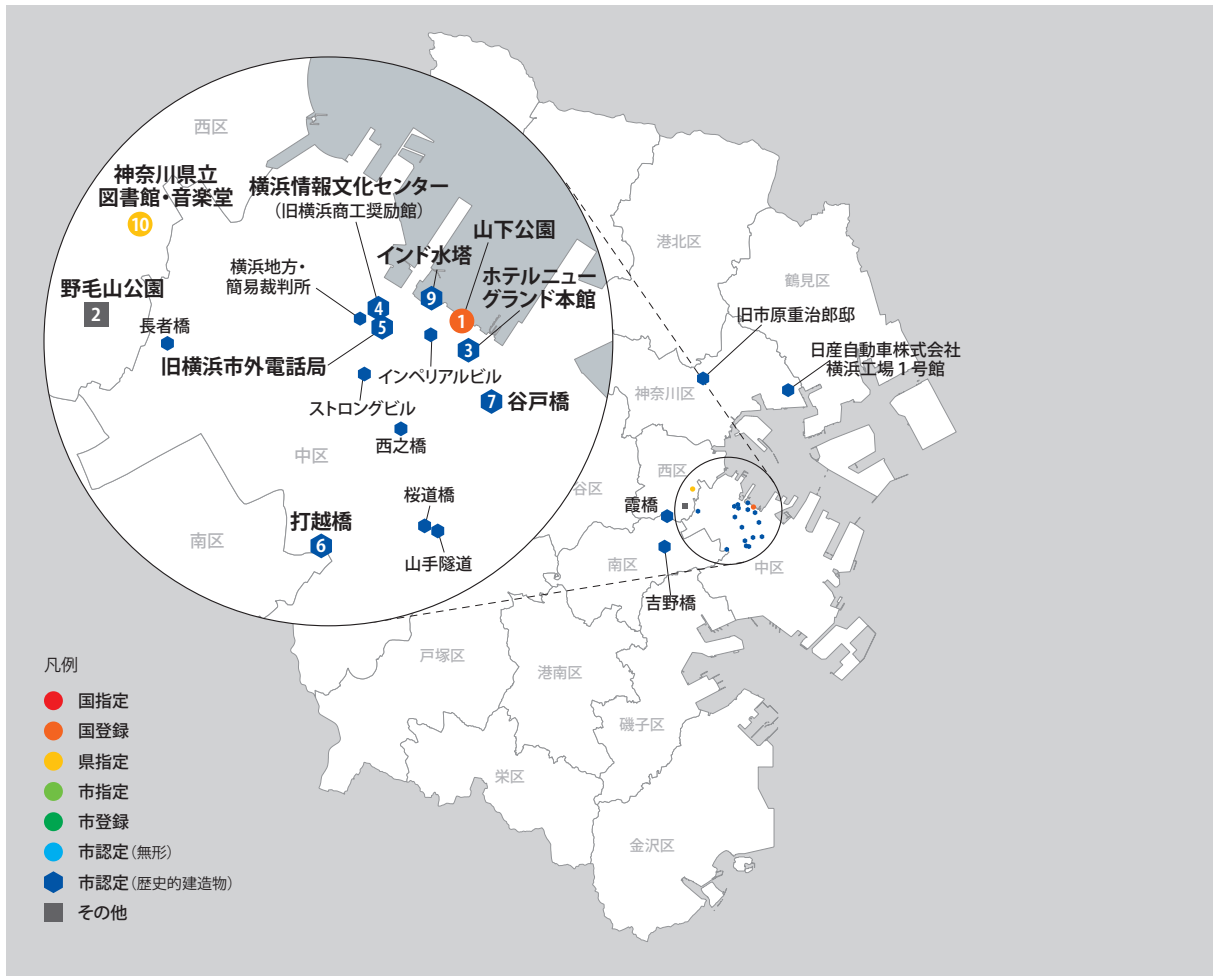 西区
神奈川県立
図書館・音楽堂
10
横浜情報文化センター
（旧横浜商工奨励館）
山下公園
インド水塔
ホテルニュー
グランド本館
横浜地方・
簡易裁判所
野毛山公園
2
長者橋
4
5
9
1
3
旧横浜市外電話局
インペリアルビル
ストロングビル
7
谷戸橋
西之橋
中区
桜道橋
打越橋
6
山手隧道
南区
港北区
鶴見区
旧市原重治郎邸
日産自動車株式会社
横浜工場1号館
神奈川区
西区
谷区
霞橋
南区
中区
吉野橋
戸塚区
港南区
磯子区
栄区
金沢区
凡例
国指定
国登録
県指定
市指定
市登録
市認定（無形）
市認定（歴史的建造物）
その他